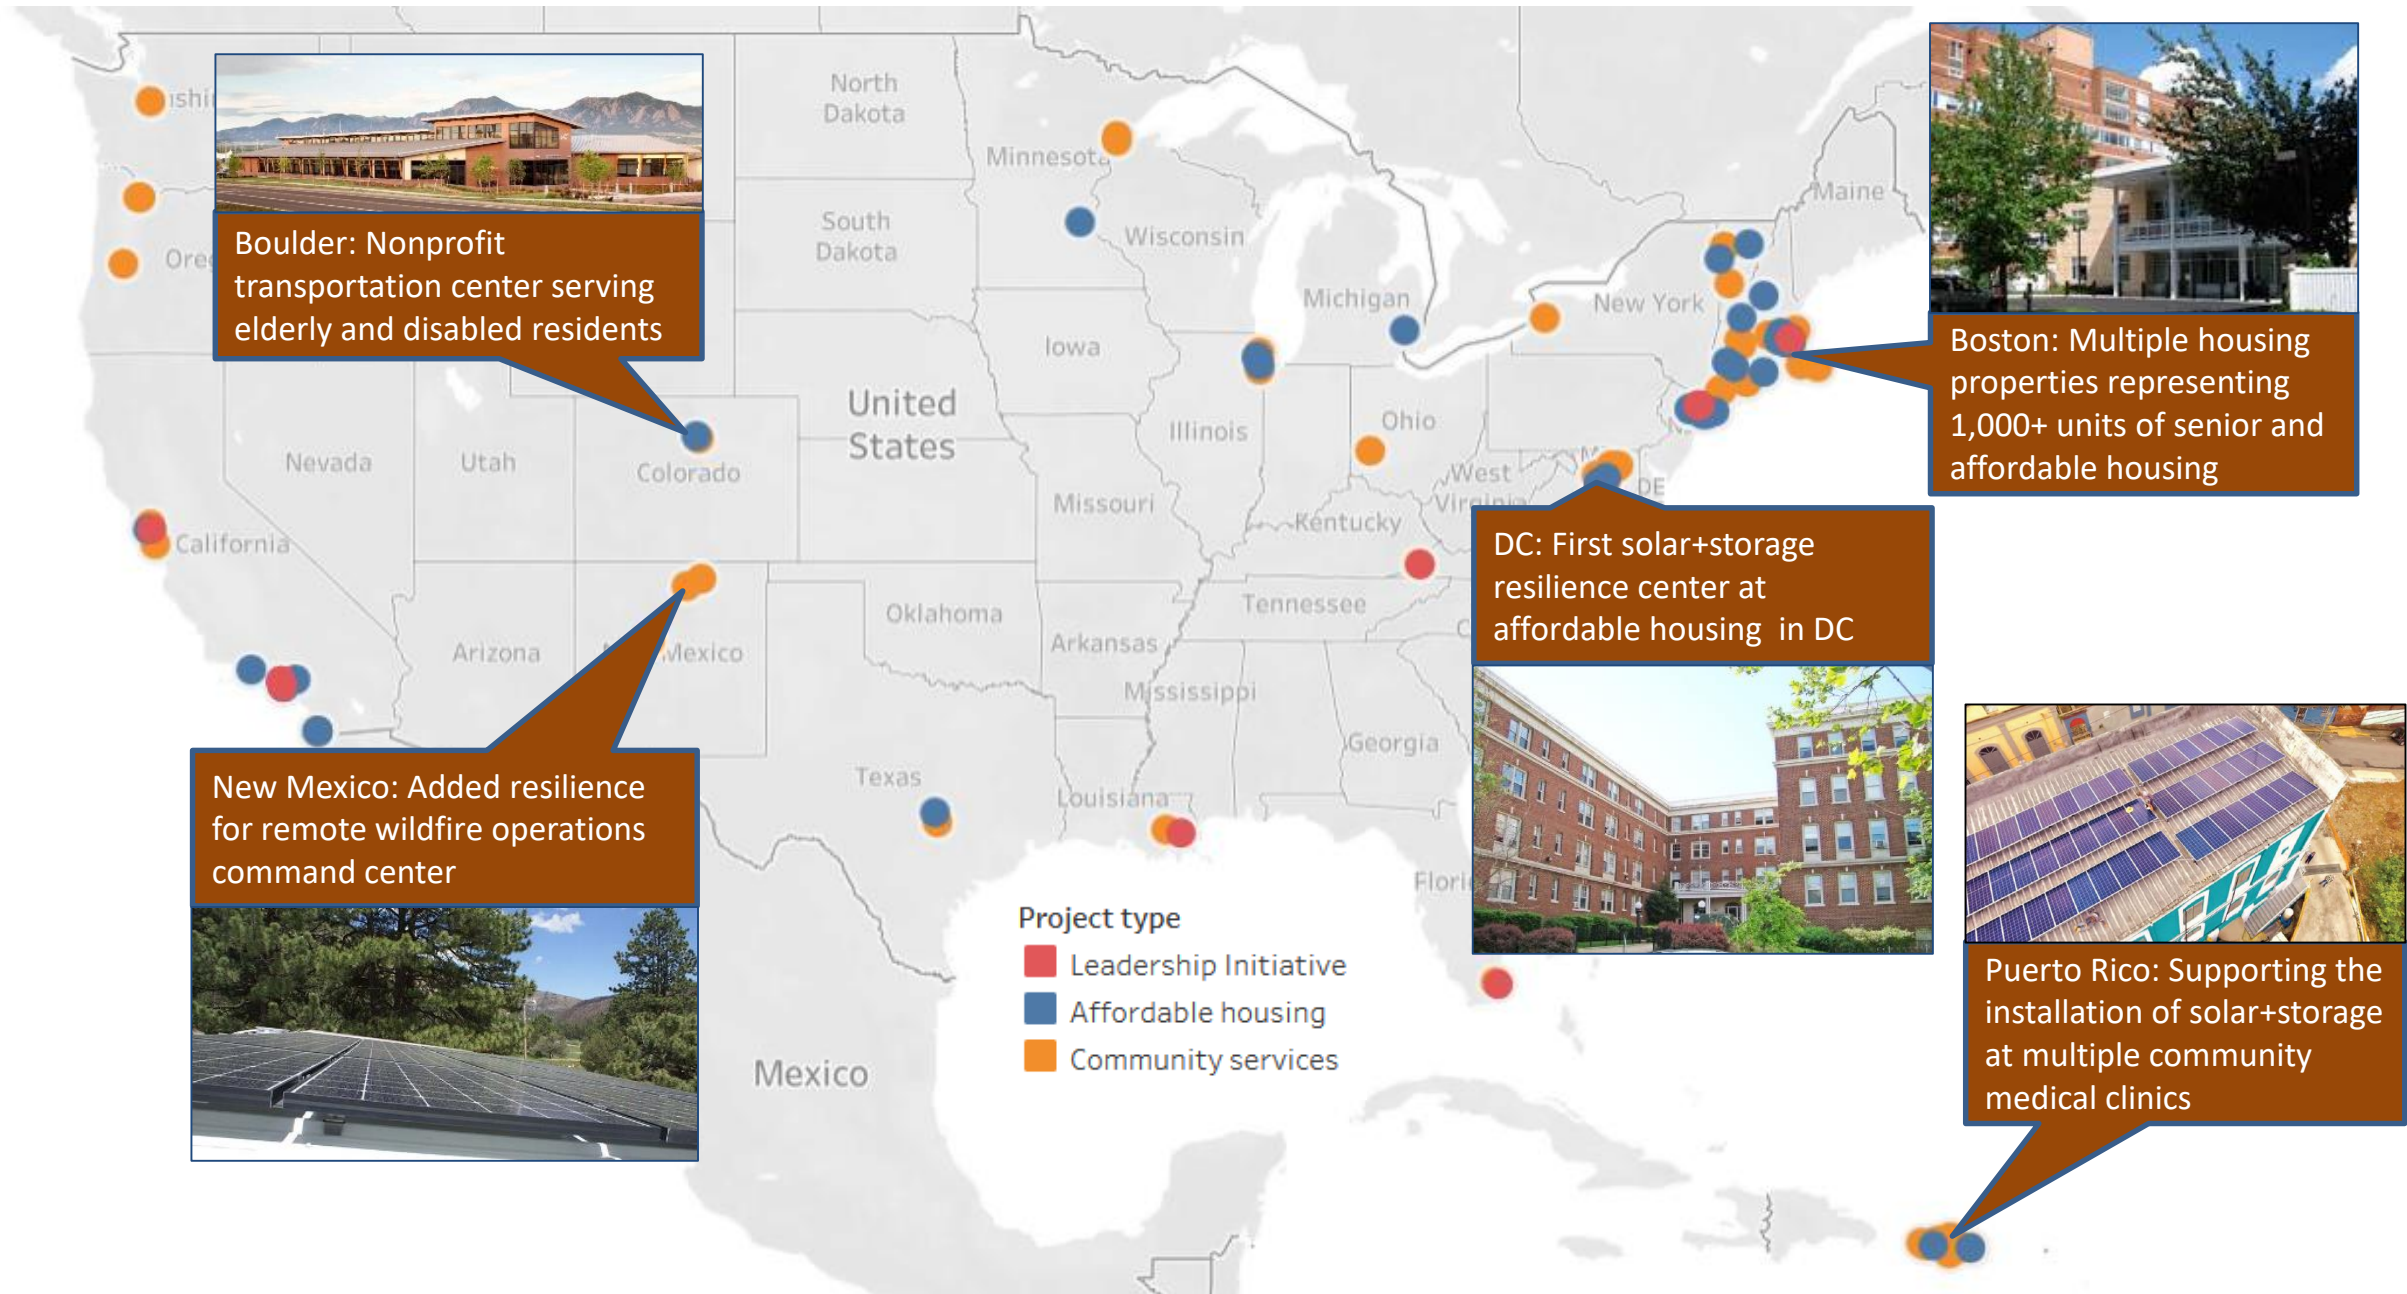 North
Dakota
Minnesota
South
Dakota
Wisconsin
Michigan
New York
Maine
Iowa
United
States
Nevada
Utah
Colorado
Illinois
Ohio
West
Virginia
DE
Missouri
Kentucky
California
Oklahoma
Tennessee
Arizona
Mexico
Arkansas
Mississippi
Georgia
Texas
Louisiana
Mexico
Boulder: Nonprofit
transportation center serving
elderly and disabled residents
Boston: Multiple housing
properties representing
1,000+ units of senior and
affordable housing
DC: First solar+storage
resilience center at
affordable housing in DC
New Mexico: Added resilience
for remote wildfire operations
command center
Project type
Leadership Initiative
Affordable housing
Community services
Puerto Rico: Supporting the
installation of solar+storage
at multiple community
medical clinics